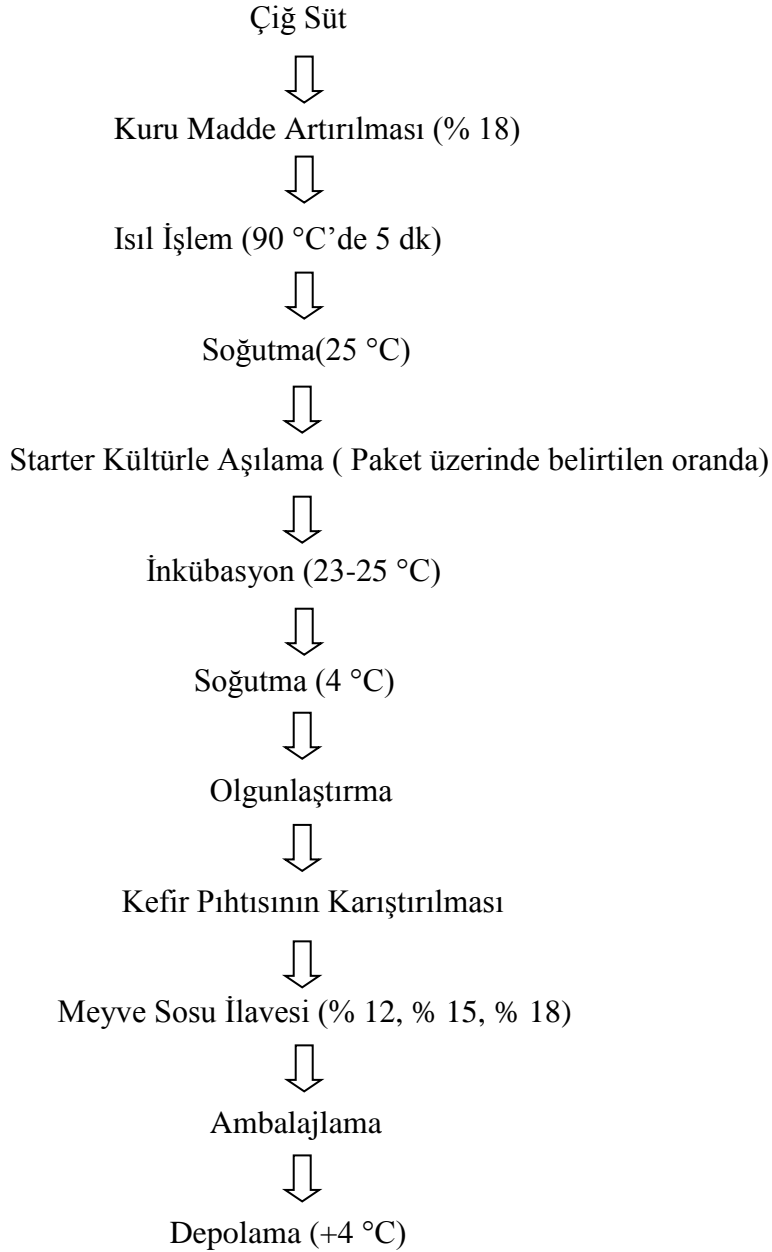 Çiğ Süt
Kuru Madde Artırılması (% 18)
Isıl İşlem (90 °C’de 5 dk)
Soğutma(25 °C)
Starter Kültürle Aşılama ( Paket üzerinde belirtilen oranda)
İnkübasyon (23-25 °C)
Soğutma (4 °C)
Olgunlaştırma
Kefir Pıhtısının Karıştırılması
Meyve Sosu İlavesi (% 12, % 15, % 18)
Ambalajlama
Depolama (+4 °C)